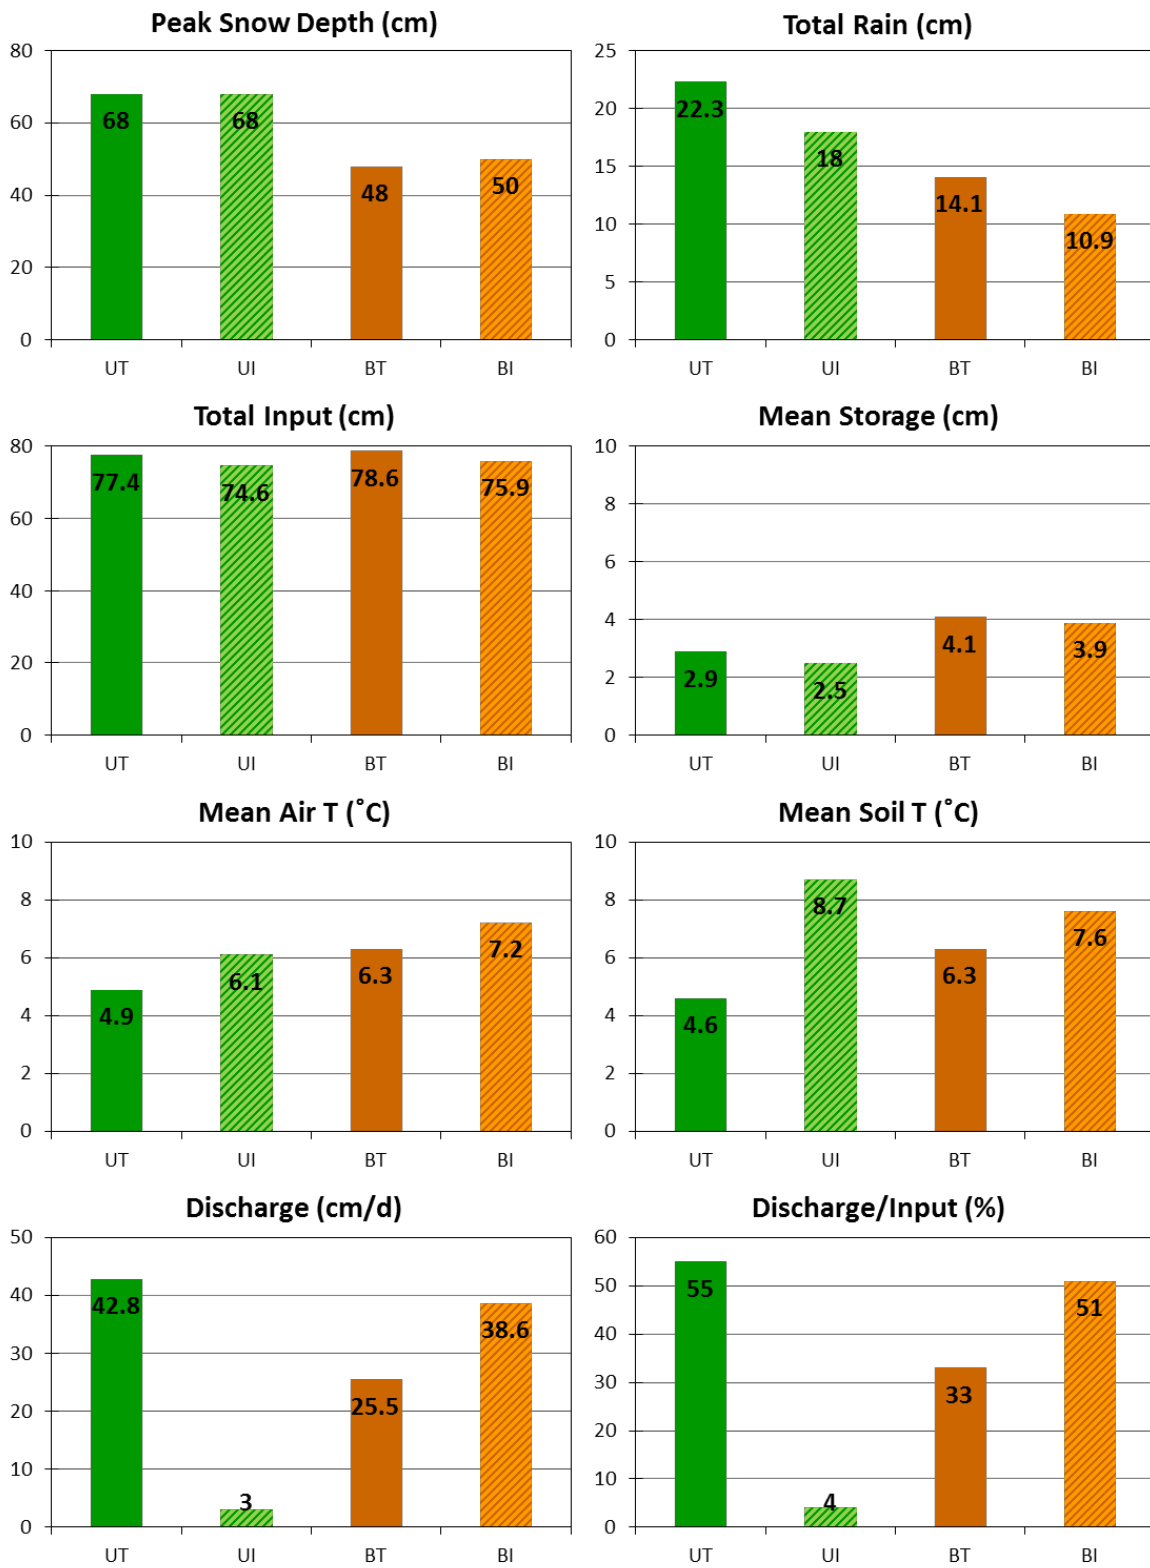 Peak Snow Depth (cm)
80
60
40
20
0
68
68
48
50
UT
UI
BT
BI
Total Rain (cm)
25
20
15
10
5
0
22.3
18
14.1
10.9
UT
UI
BT
BI
Total Input (cm)
80
60
40
20
0
77.4
74.6
78.6
75.9
UT
UI
BT
BI
Mean Storage (cm)
10
8
6
4
2
0
2.9
2.5
4.1
3.9
UT
UI
BT
BI
Mean Air T (˚C)
10
8
6
4
2
0
4.9
6.1
6.3
7.2
UT
UI
BT
BI
Mean Soil T (˚C)
10
8
6
4
2
0
4.6
8.7
6.3
7.6
UT
UI
BT
BI
Discharge (cm/d)
50
40
30
20
10
0
42.8
3
25.5
38.6
UT
UI
BT
BI
Discharge/Input (%)
60
50
40
30
20
10
0
55
4
33
51
UT
UI
BT
BI